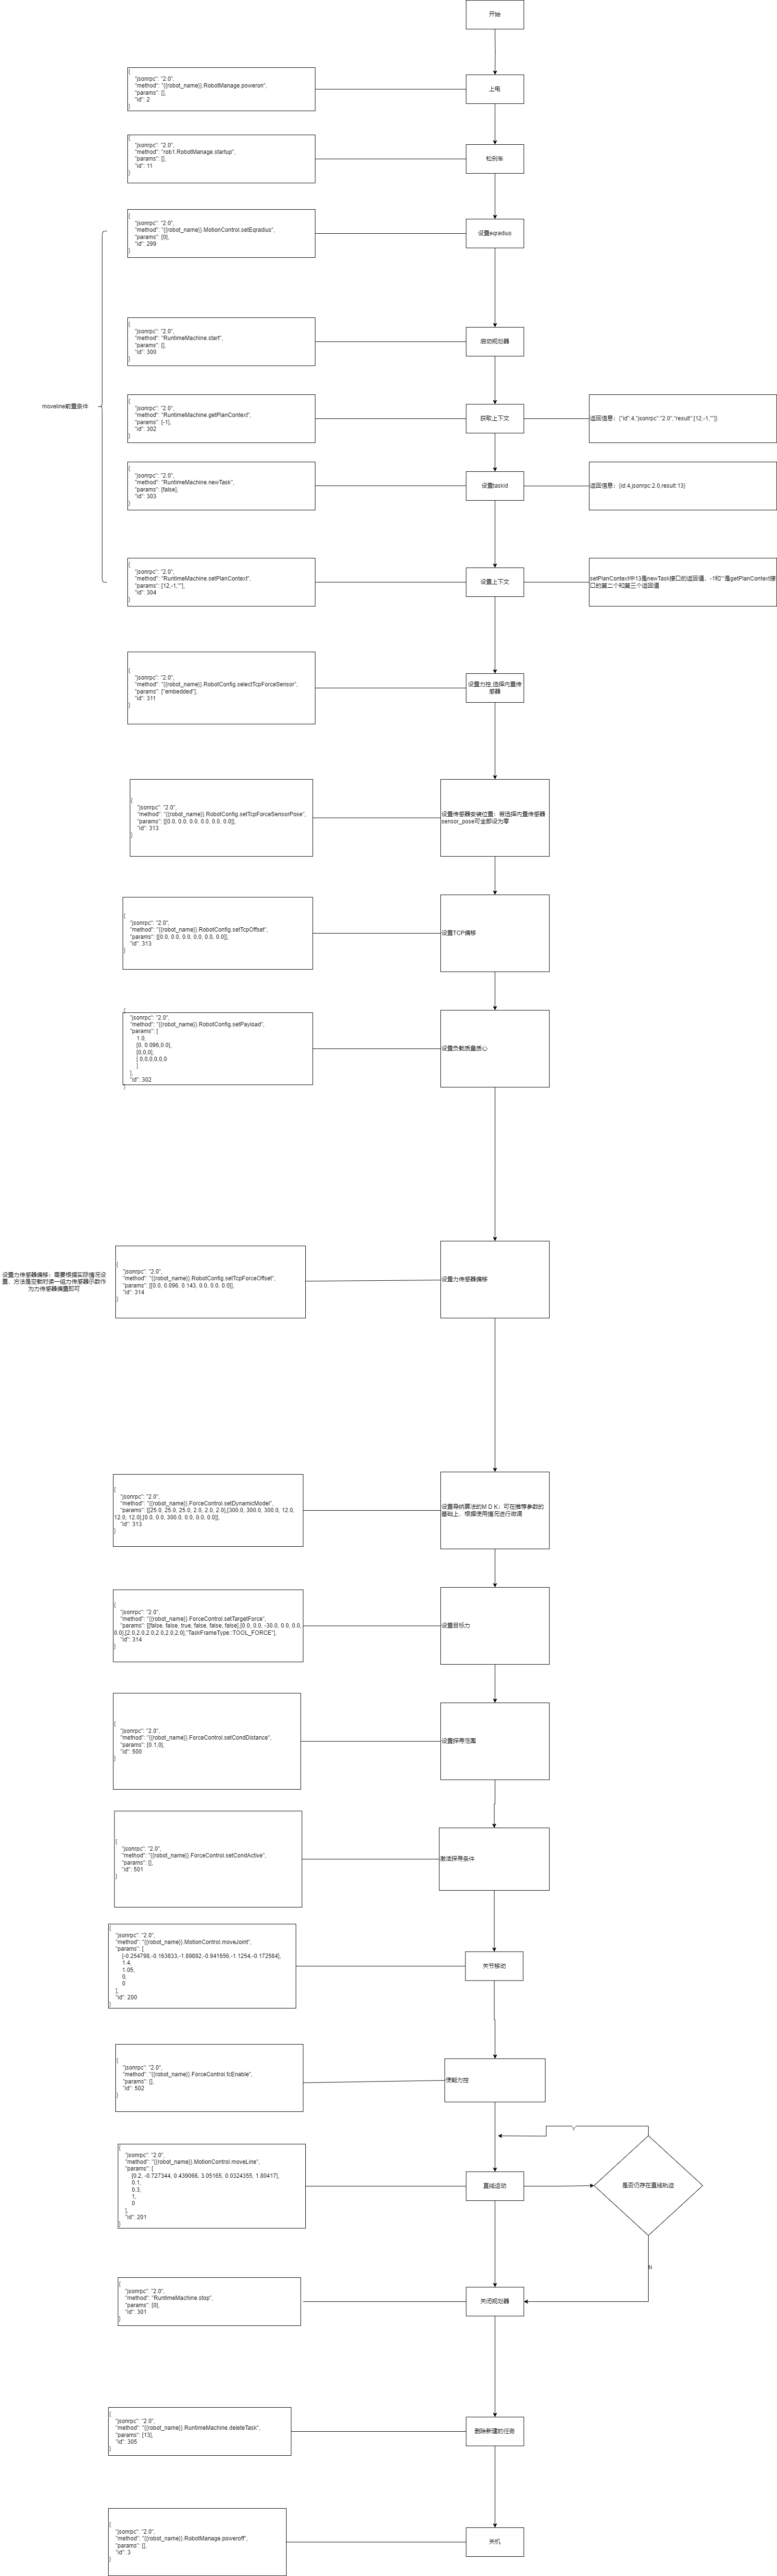 开始
{
"jsonrpc": "2.0",
"method": "{{robot_name}}.RobotManage.poweron",
"params": [],
"id": 2
}
上电
{
"jsonrpc": "2.0",
"method": "rob1.RobotManage.startup",
"params": [],
"id": 11
}
松刹车
{
"jsonrpc": "2.0",
"method": "{{robot_name}}.MotionControl.setEqradius",
"params": [0],
"id": 299
}
设置eqradius
{
"jsonrpc": "2.0",
"method": "RuntimeMachine.start",
"params": [],
"id": 300
}
启动规划器
moveline前置条件
{
"jsonrpc": "2.0",
"method": "RuntimeMachine.getPlanContext",
"params": [-1],
"id": 302
}
获取上下文
返回信息：{"id":4,"jsonrpc":"2.0","result":[12,-1,""]}
{
"jsonrpc": "2.0",
"method": "RuntimeMachine.newTask",
"params": [false],
"id": 303
}
设置taskid
返回信息：{id:4,jsonrpc:2.0,result:13}
{
"jsonrpc": "2.0",
"method": "RuntimeMachine.setPlanContext",
"params": [12,-1,""],
"id": 304
}
设置上下文
setPlanContext中13是newTask接口的返回值，-1和""是getPlanContext接
口的第二个和第三个返回值
{
"jsonrpc": "2.0",
"method": "{{robot_name}}.RobotConfig.selectTcpForceSensor",
"params": ["embedded"],
"id": 311
}
设置力控,选择内置传
感器
{
"jsonrpc": "2.0",
"method": "{{robot_name}}.RobotConfig.setTcpForceSensorPose",
"params": [[0.0, 0.0, 0.0, 0.0, 0.0, 0.0]],
"id": 313
}
设置传感器安装位置：若选择内置传感器
sensor_pose可全部设为零
{
"jsonrpc": "2.0",
"method": "{{robot_name}}.RobotConfig.setTcpOffset",
"params": [[0.0, 0.0, 0.0, 0.0, 0.0, 0.0]],
"id": 313
}
设置TCP偏移
{
"jsonrpc": "2.0",
"method": "{{robot_name}}.RobotConfig.setPayload",
"params": [
1.0,
[0, 0.096,0.0],
[0,0,0],
[ 0,0,0,0,0,0
]
],
"id": 302
}
设置负载质量质心
设置力传感器偏移：需要根据实际情况设
置，方法是空载时读一组力传感器示数作
为力传感器偏置即可
{
"jsonrpc": "2.0",
"method": "{{robot_name}}.RobotConfig.setTcpForceOffset",
"params": [[0.0, 0.096, 0.143, 0.0, 0.0, 0.0]],
"id": 314
}
设置力传感器偏移
{
"jsonrpc": "2.0",
"method": "{{robot_name}}.ForceControl.setDynamicModel",
"params": [[25.0, 25.0, 25.0, 2.0, 2.0, 2.0],[300.0, 300.0, 300.0, 12.0,
12.0, 12.0],[0.0, 0.0, 300.0, 0.0, 0.0, 0.0]],
"id": 313
}
设置导纳算法的M D K：可在推荐参数的
基础上，根据使用情况进行微调
{
"jsonrpc": "2.0",
"method": "{{robot_name}}.ForceControl.setTargetForce",
"params": [[false, false, true, false, false, false],[0.0, 0.0, -30.0, 0.0, 0.0,
0.0],[2.0,2.0,2.0,2.0,2.0,2.0],"TaskFrameType::TOOL_FORCE"],
"id": 314
}
设置目标力
{
"jsonrpc": "2.0",
"method": "{{robot_name}}.ForceControl.setCondDistance",
"params": [0.1,0],
"id": 500
}
设置探寻范围
{
"jsonrpc": "2.0",
"method": "{{robot_name}}.ForceControl.setCondActive",
"params": [],
"id": 501
}
激活探寻条件
{
"jsonrpc": "2.0",
"method": "{{robot_name}}.MotionControl.moveJoint",
"params": [
[-0.254798,-0.163833,-1.89892,-0.941656,-1.1254,-0.172584],
1.4,
1.05,
0,
0
],
"id": 200
}
关节移动
{
"jsonrpc": "2.0",
"method": "{{robot_name}}.ForceControl.fcEnable",
"params": [],
"id": 502
}
使能力控
Y
{
"jsonrpc": "2.0",
"method": "{{robot_name}}.MotionControl.moveLine",
"params": [
[0.2, -0.727344, 0.439066, 3.05165, 0.0324355, 1.80417],
0.1,
0.3,
1,
0
],
"id": 201
}
直线运动
是否仍存在直线轨迹
N
{
"jsonrpc": "2.0",
"method": "RuntimeMachine.stop",
"params": [0],
"id": 301
}
关闭规划器
{
"jsonrpc": "2.0",
"method": "{{robot_name}}.RuntimeMachine.deleteTask",
"params": [13],
"id": 305
}
删除新建的任务
{
"jsonrpc": "2.0",
"method": "{{robot_name}}.RobotManage.poweroff",
"params": [],
"id": 3
}
关机